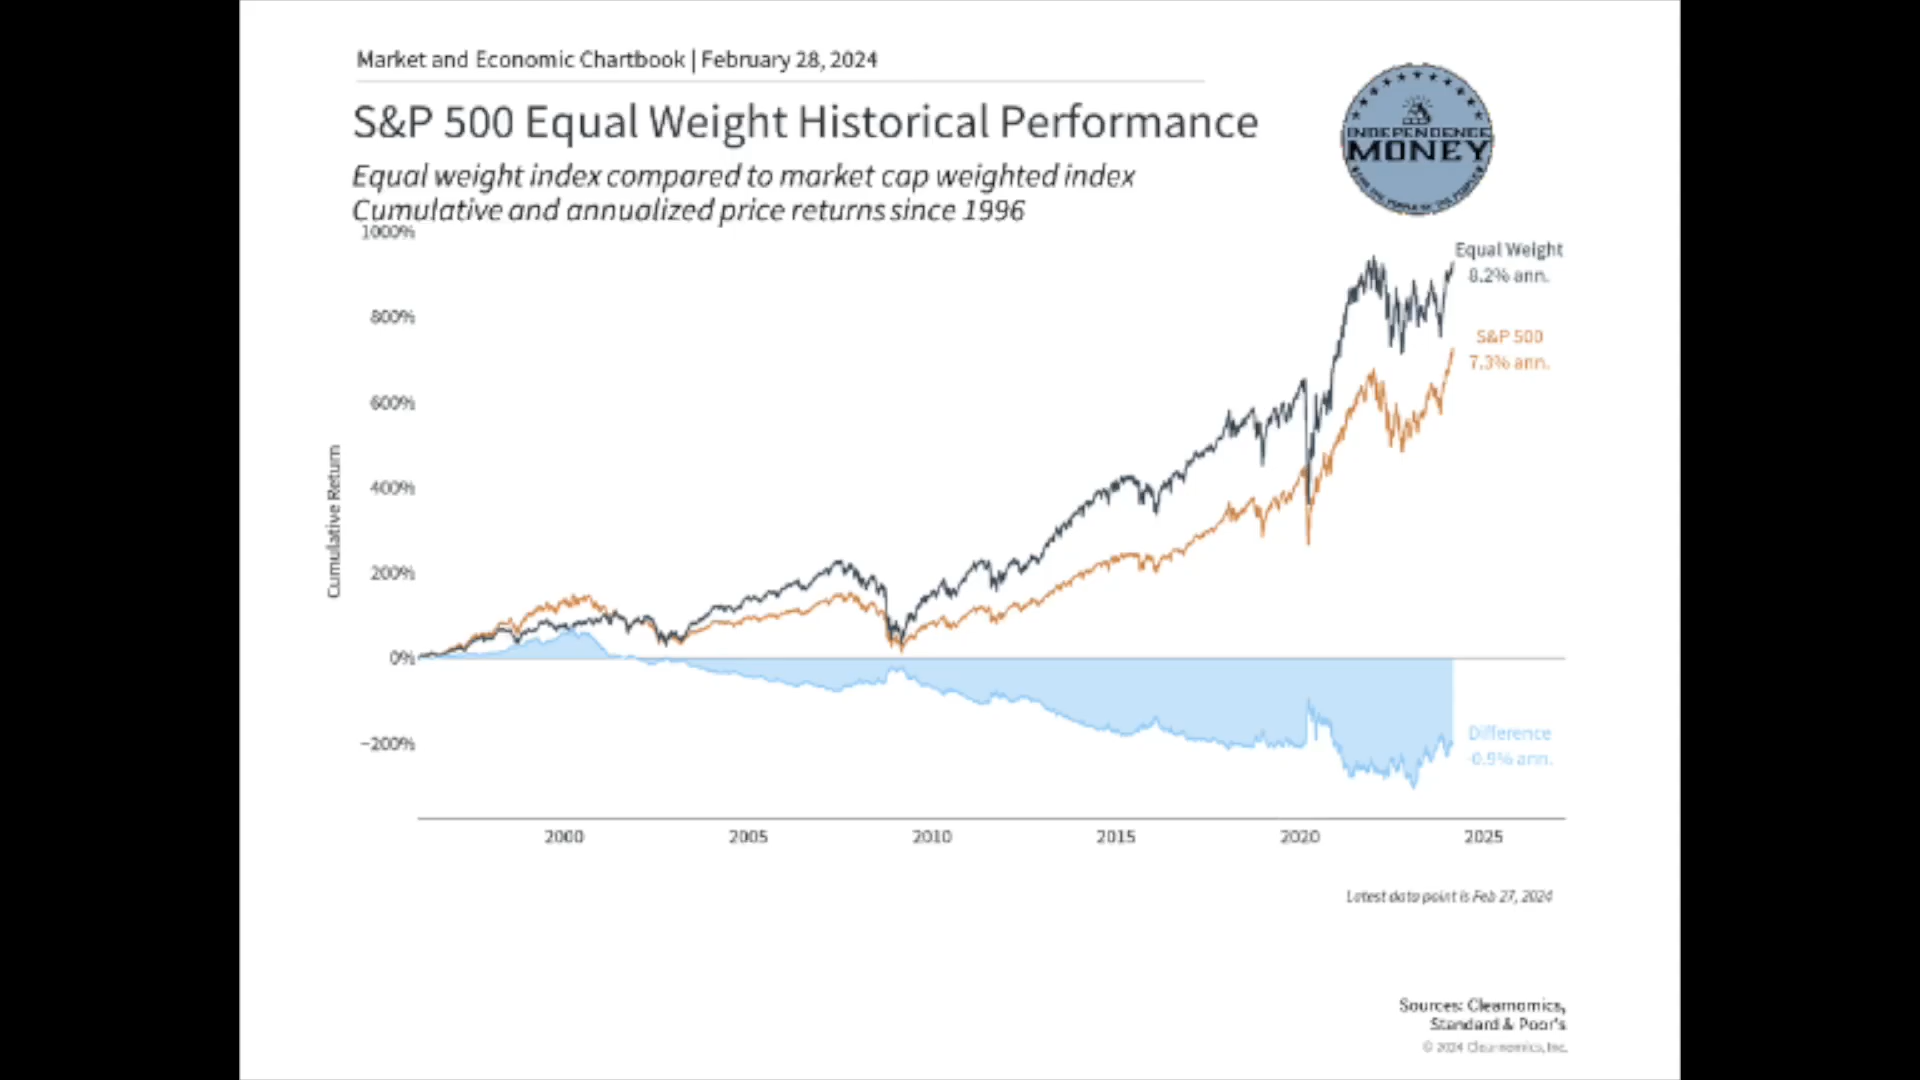 Market and Economic Chartbook | February 28, 2024
S&P 500 Equal Weight Historical Performance
Equal weight index compared to market cap weighted index
Cumulative and annualized price returns since 1996
INDEPENDENCE
MONEY
1000%
800%
600%
400%
200%
0%
−200%
Cumulative Return
Equal Weight
8.2% ann.
S&P 500
7.3% ann.
Difference
-0.9% ann.
2000 2005 2010 2015 2020 2025
Latest data point is Feb 27, 2024
Sources: Clearnomics,
Standard & Poor's
© 2024 Clearnomics, Inc.